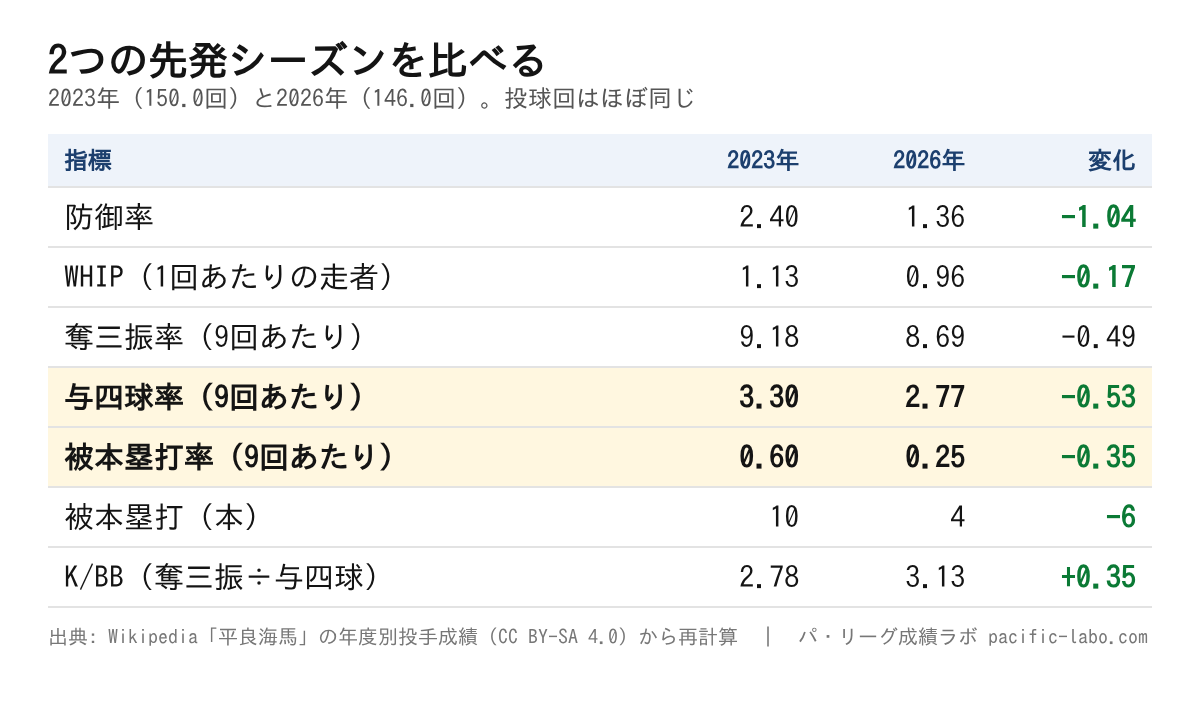 2つの先発シーズンを比べる
2023年（150.0回）と2026年（146.0回）。投球回はほぼ同じ
指標 2023年 2026年 変化
防御率 2.40 1.36 −1.04
WHIP（1回あたりの走者） 1.13 0.96 −0.17
奪三振率（9回あたり） 9.18 8.69 −0.49
与四球率（9回あたり） 3.30 2.77 −0.53
被本塁打率（9回あたり） 0.60 0.25 −0.35
被本塁打（本） 10 4 −6
K/BB（奪三振÷与四球） 2.78 3.13 +0.35
出典: Wikipedia「平良海馬」の年度別投手成績（CC BY-SA 4.0）から再計算 ｜ パ・リーグ成績ラボ pacific-labo.com